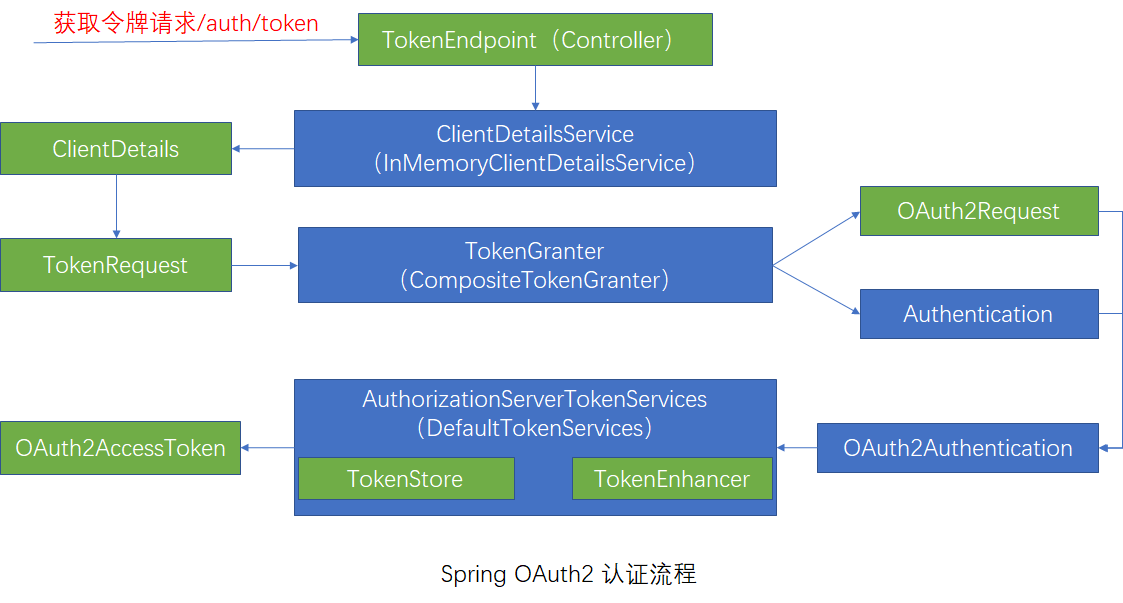 获取令牌请求/auth/token
TokenEndpoint（Controller）
ClientDetailsService
（InMemoryClientDetailsService）
ClientDetails
OAuth2Request
TokenGranter
（CompositeTokenGranter）
TokenRequest
Authentication
AuthorizationServerTokenServices
（DefaultTokenServices）
OAuth2Authentication
OAuth2AccessToken
TokenStore
TokenEnhancer
Spring OAuth2 认证流程